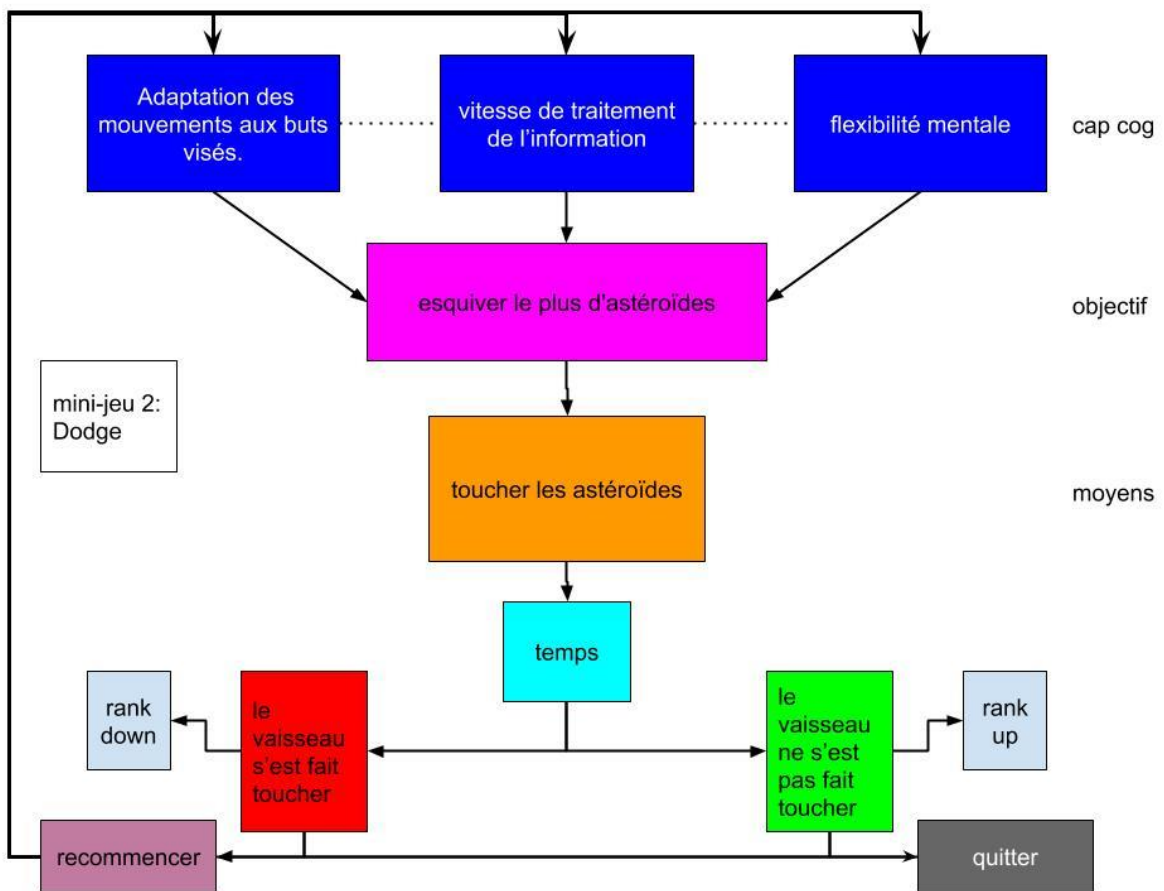 Adaptation des
mouvements aux buts
visés.
vitesse de traitement
de l'information
flexibilité mentale
cap cog
esquiver le plus d'astéroïdes
objectif
mini-jeu 2:
Dodge
toucher les astéroïdes
moyens
temps
rank
down
le
vaisseau
s'est fait
toucher
le
vaisseau
ne s'est
pas fait
toucher
rank
up
recommencer
quitter